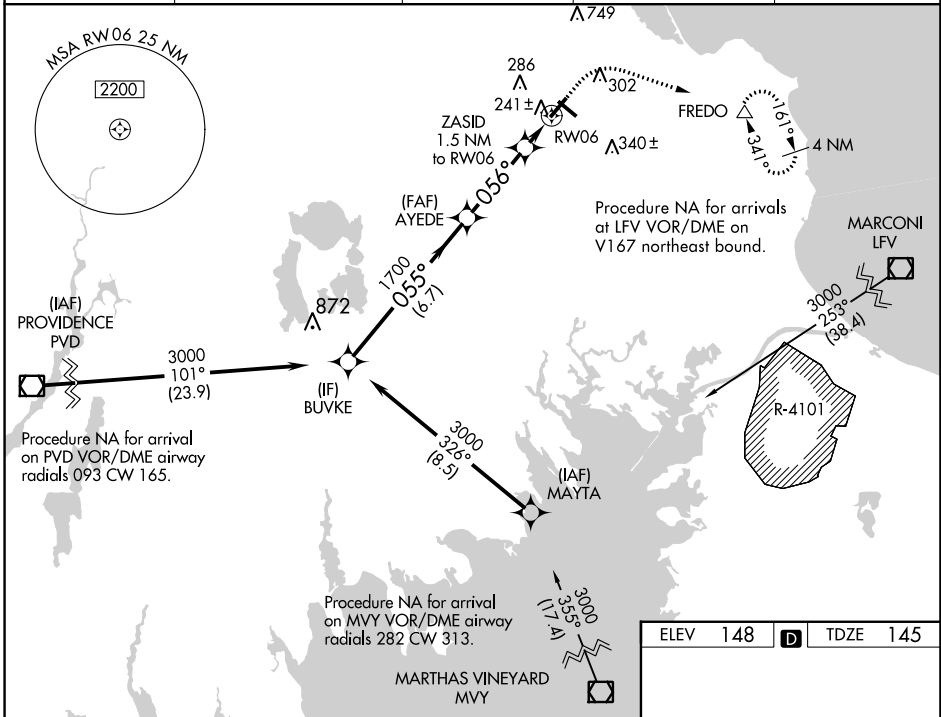 749
MSA RW06 25 NM
2200
286
302
241±
ZASID
1.5 NM
to RW06
RW06
340±
FREDO
161°
341°
4 NM
056°
(FAF)
AYEDE
Procedure NA for arrivals
at LFV VOR/DME on
V167 northeast bound.
MARCONI
LFV
1700
055°
(6.7)
872
3000
253°
(38.4)
(IAF)
PROVIDENCE
PVD
3000
101°
(23.9)
(IF)
BUVKE
R-4101
Procedure NA for arrival
on PVD VOR/DME airway
radials 093 CW 165.
3000
326°
(8.5)
(IAF)
MAYTA
Procedure NA for arrival
on MVY VOR/DME airway
radials 282 CW 313.
3000
355°
(17.4)
MARTHAS VINEYARD
MVY
ELEV 148 D TDZE 145